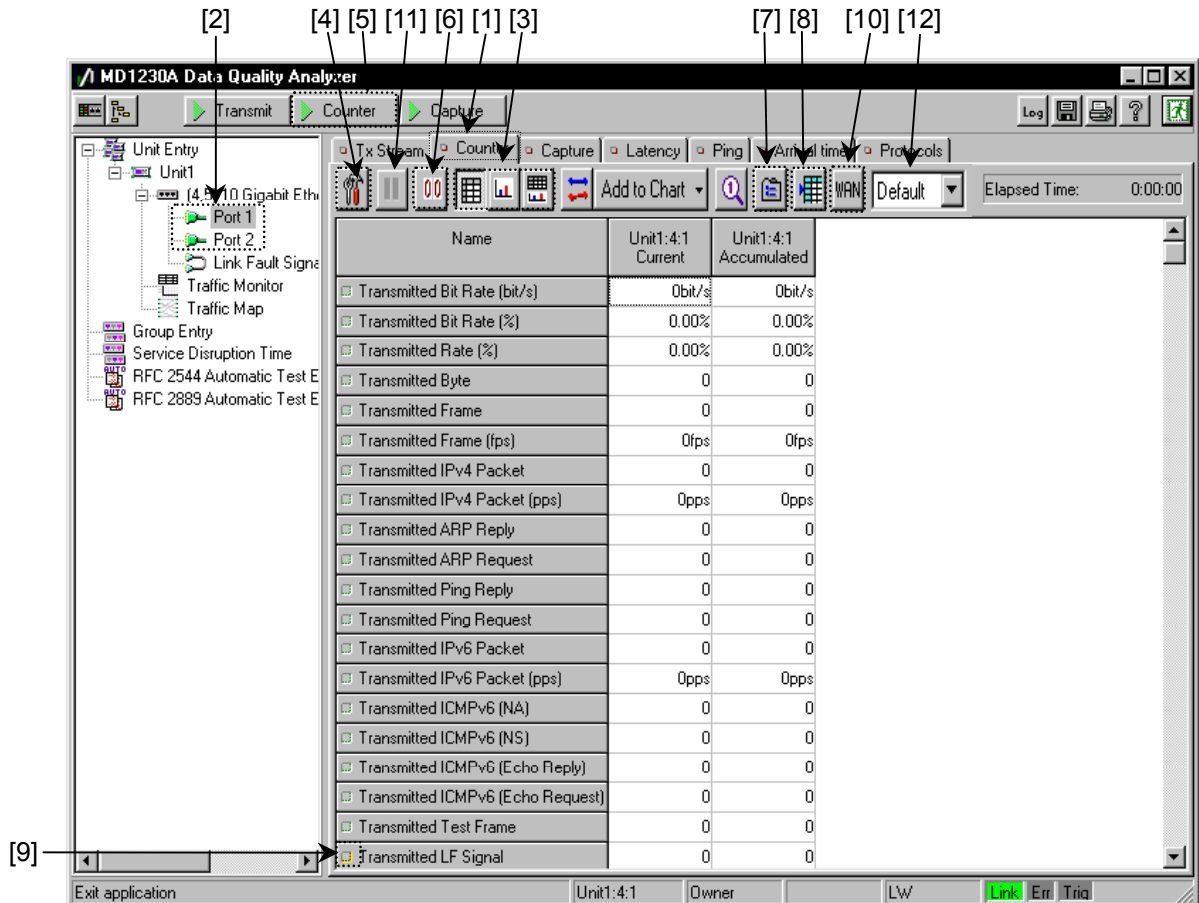 [2] [4] [5] [11] [6] [1] [3] [7] [8] [10] [12]
MD1230A Data Quality Analyzer
Transmit Counter Capture Log ?
Unit Entry
Unit1
Port 1
Port 2
Link Fault Signa
Traffic Monitor
Traffic Map
Group Entry
Service Disruption Time
AUTO RFC 2544 Automatic Test E
AUTO RFC 2889 Automatic Test E
Capture Latency Ping Protocols
00 Add to Chart 1 WAN Default Elapsed Time: 0:00:00
Name Unit1:4:1 Current Unit1:4:1 Accumulated
Transmitted Bit Rate (bit/s) 0bit/s 0bit/s
Transmitted Bit Rate (%) 0.00% 0.00%
Transmitted Rate (%) 0.00% 0.00%
Transmitted Byte 0 0
Transmitted Frame 0 0
Transmitted Frame (fps) 0fps 0fps
Transmitted IPv4 Packet 0 0
Transmitted IPv4 Packet (pps) 0pps 0pps
Transmitted ARP Reply 0 0
Transmitted ARP Request 0 0
Transmitted Ping Reply 0 0
Transmitted Ping Request 0 0
Transmitted IPv6 Packet 0 0
Transmitted IPv6 Packet (pps) 0pps 0pps
Transmitted ICMPv6 (NA) 0 0
Transmitted ICMPv6 (NS) 0 0
Transmitted ICMPv6 (Echo Reply) 0 0
Transmitted ICMPv6 (Echo Request) 0 0
Transmitted Test Frame 0 0
[9] Transmitted LF Signal 0 0
Exit application Unit1:4:1 Owner LW Link Err Trig